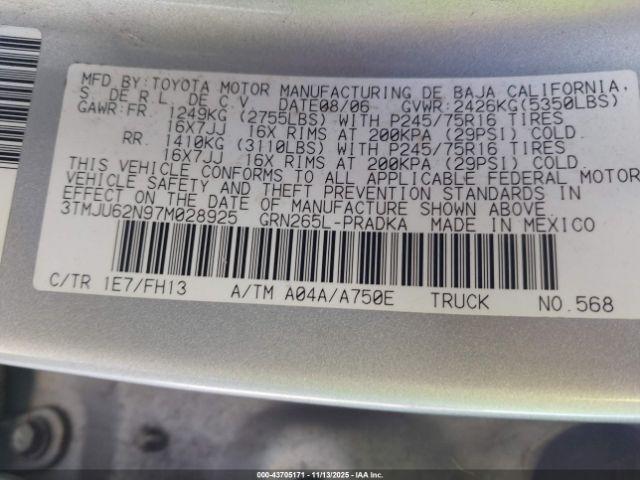 MFD BY:TOYOTA MOTOR MANUFACTURING DE BAJA CALIFORNIA,
S. DE R.L. DE C.V. DATE08/06 GVWR:2426KG(5350LBS)
GAWR:FR. 1249KG (2755LBS) WITH P245/75R16 TIRES
16X7JJ 16X RIMS AT 200KPA (29PSI) COLD.
RR. 1410KG (3110LBS) WITH P245/75R16 TIRES
16X7JJ 16X RIMS AT 200KPA (29PSI) COLD.
THIS VEHICLE CONFORMS TO ALL APPLICABLE FEDERAL MOTOR
VEHICLE SAFETY AND THEFT PREVENTION STANDARDS IN
EFFECT ON THE DATE OF MANUFACTURE SHOWN ABOVE.
3TMJU62N97M028925 GRN265L-PRADKA MADE IN MEXICO
C/TR 1E7/FH13 A/TM A04A/A750E TRUCK NO.568
000-43705171 | 11/13/2025 - IAAI.COM